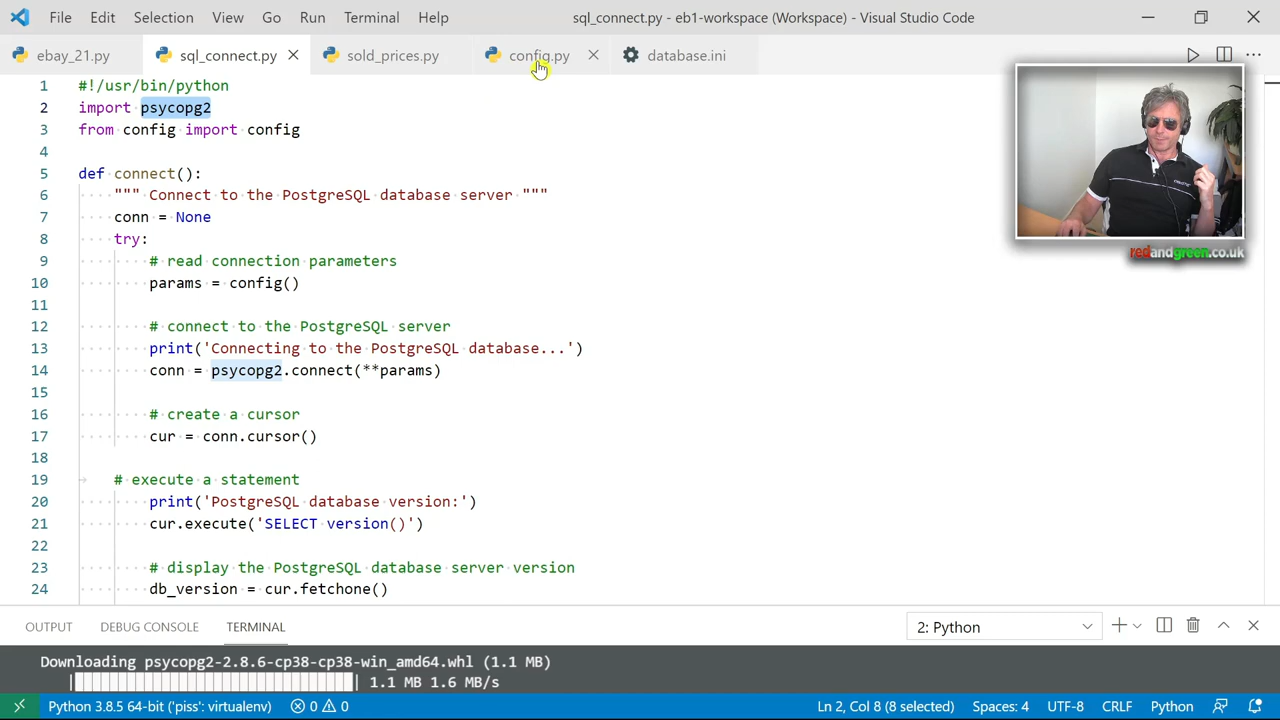 File Edit Selection View Go Run Terminal Help sql_connect.py - eb1-workspace (Workspace) - Visual Studio Code
ebay_21.py sql_connect.py sold_prices.py config.py database.ini
1 #!/usr/bin/python
2 import psycopg2
3 from config import config
4
5 def connect():
6 """ Connect to the PostgreSQL database server """
7 conn = None
8 try:
9 # read connection parameters
10 params = config()
11
12 # connect to the PostgreSQL server
13 print('Connecting to the PostgreSQL database...')
14 conn = psycopg2.connect(**params)
15
16 # create a cursor
17 cur = conn.cursor()
18
19 # execute a statement
20 print('PostgreSQL database version:')
21 cur.execute('SELECT version()')
22
23 # display the PostgreSQL database server version
24 db_version = cur.fetchone()
redandgreen.co.uk
OUTPUT DEBUG CONSOLE TERMINAL 2: Python
Downloading psycopg2-2.8.6-cp38-cp38-win_amd64.whl (1.1 MB)
1.1 MB 1.6 MB/s
Python 3.8.5 64-bit ('piss': virtualenv) 0 0 Ln 2, Col 8 (8 selected) Spaces: 4 UTF-8 CRLF Python